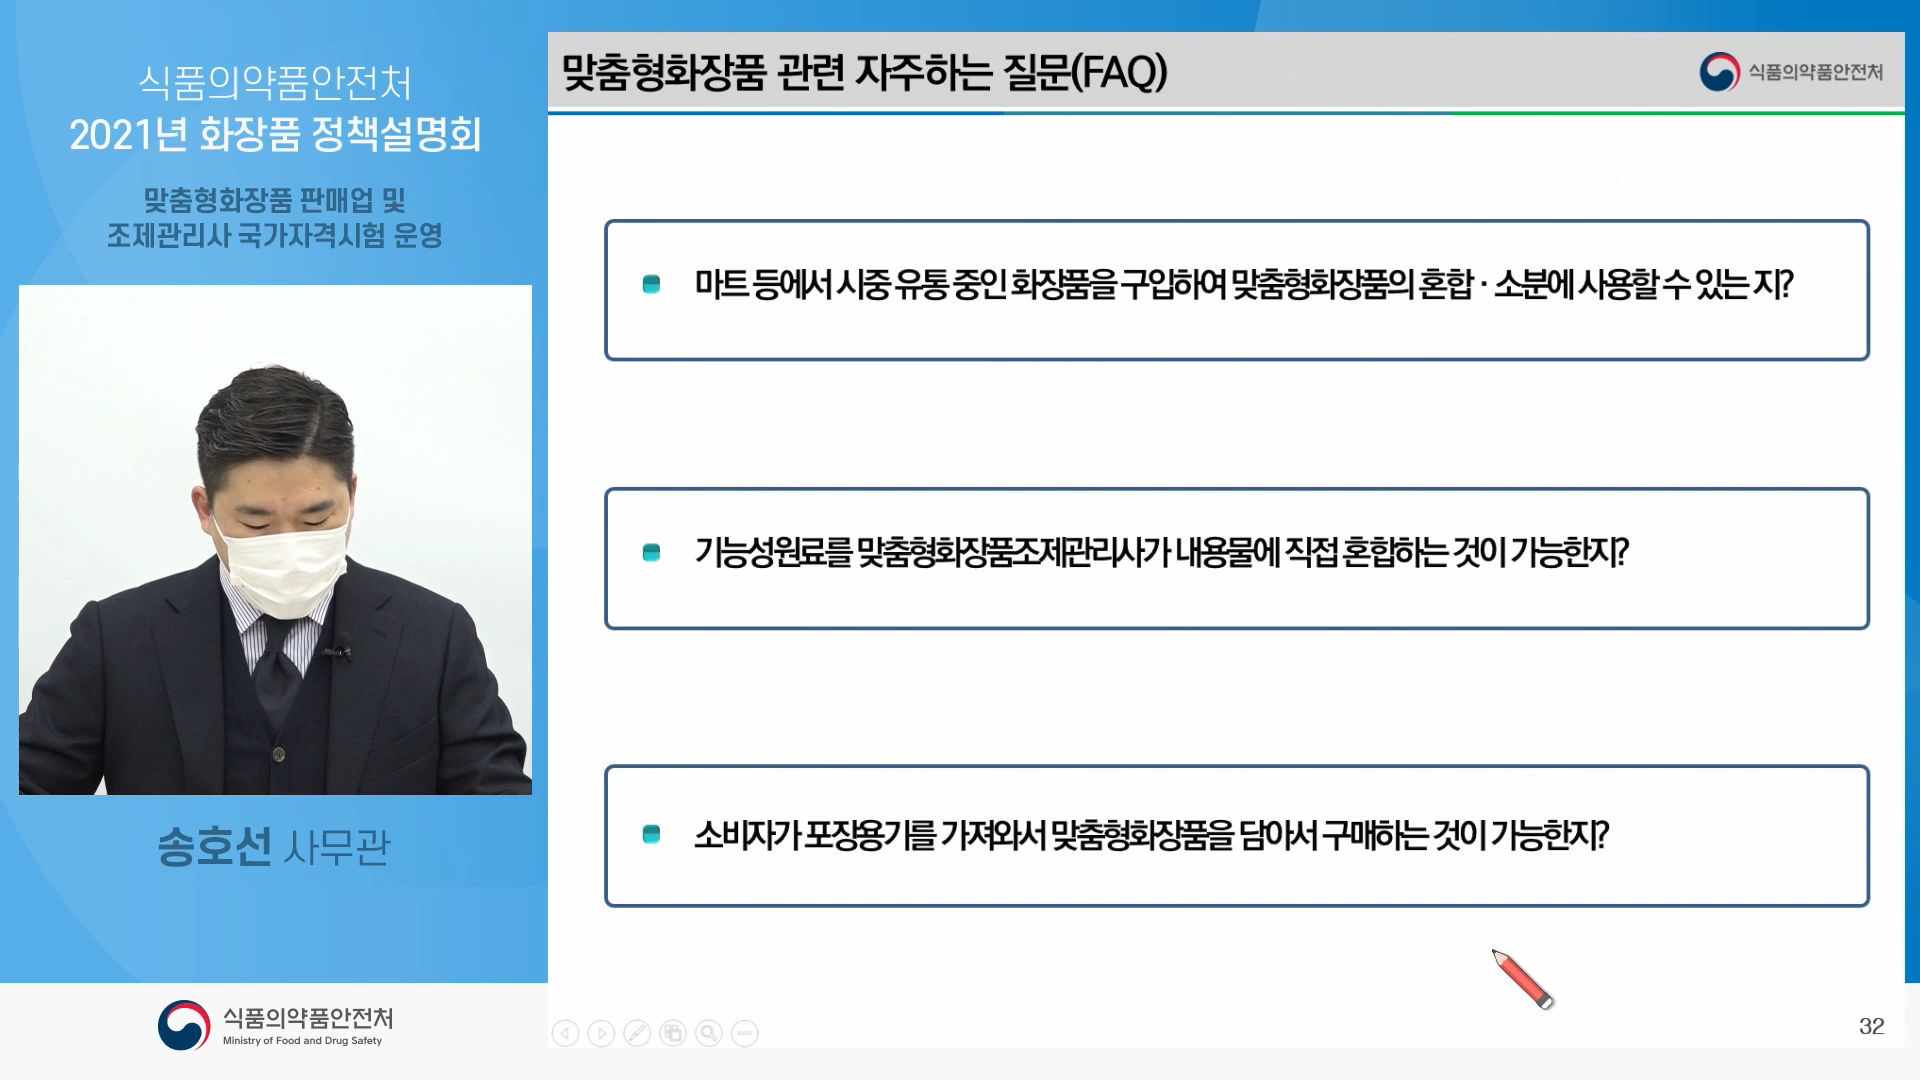 식품의약품안전처
2021년 화장품 정책설명회
맞춤형화장품 판매업 및
조제관리사 국가자격시험 운영
송호선 사무관
식품의약품안전처
Ministry of Food and Drug Safety
맞춤형화장품 관련 자주하는 질문(FAQ)
식품의약품안전처
마트 등에서 시중 유통 중인 화장품을 구입하여 맞춤형화장품의 혼합 · 소분에 사용할 수 있는 지?
기능성원료를 맞춤형화장품조제관리사가 내용물에 직접 혼합하는 것이 가능한지?
소비자가 포장용기를 가져와서 맞춤형화장품을 담아서 구매하는 것이 가능한지?
32